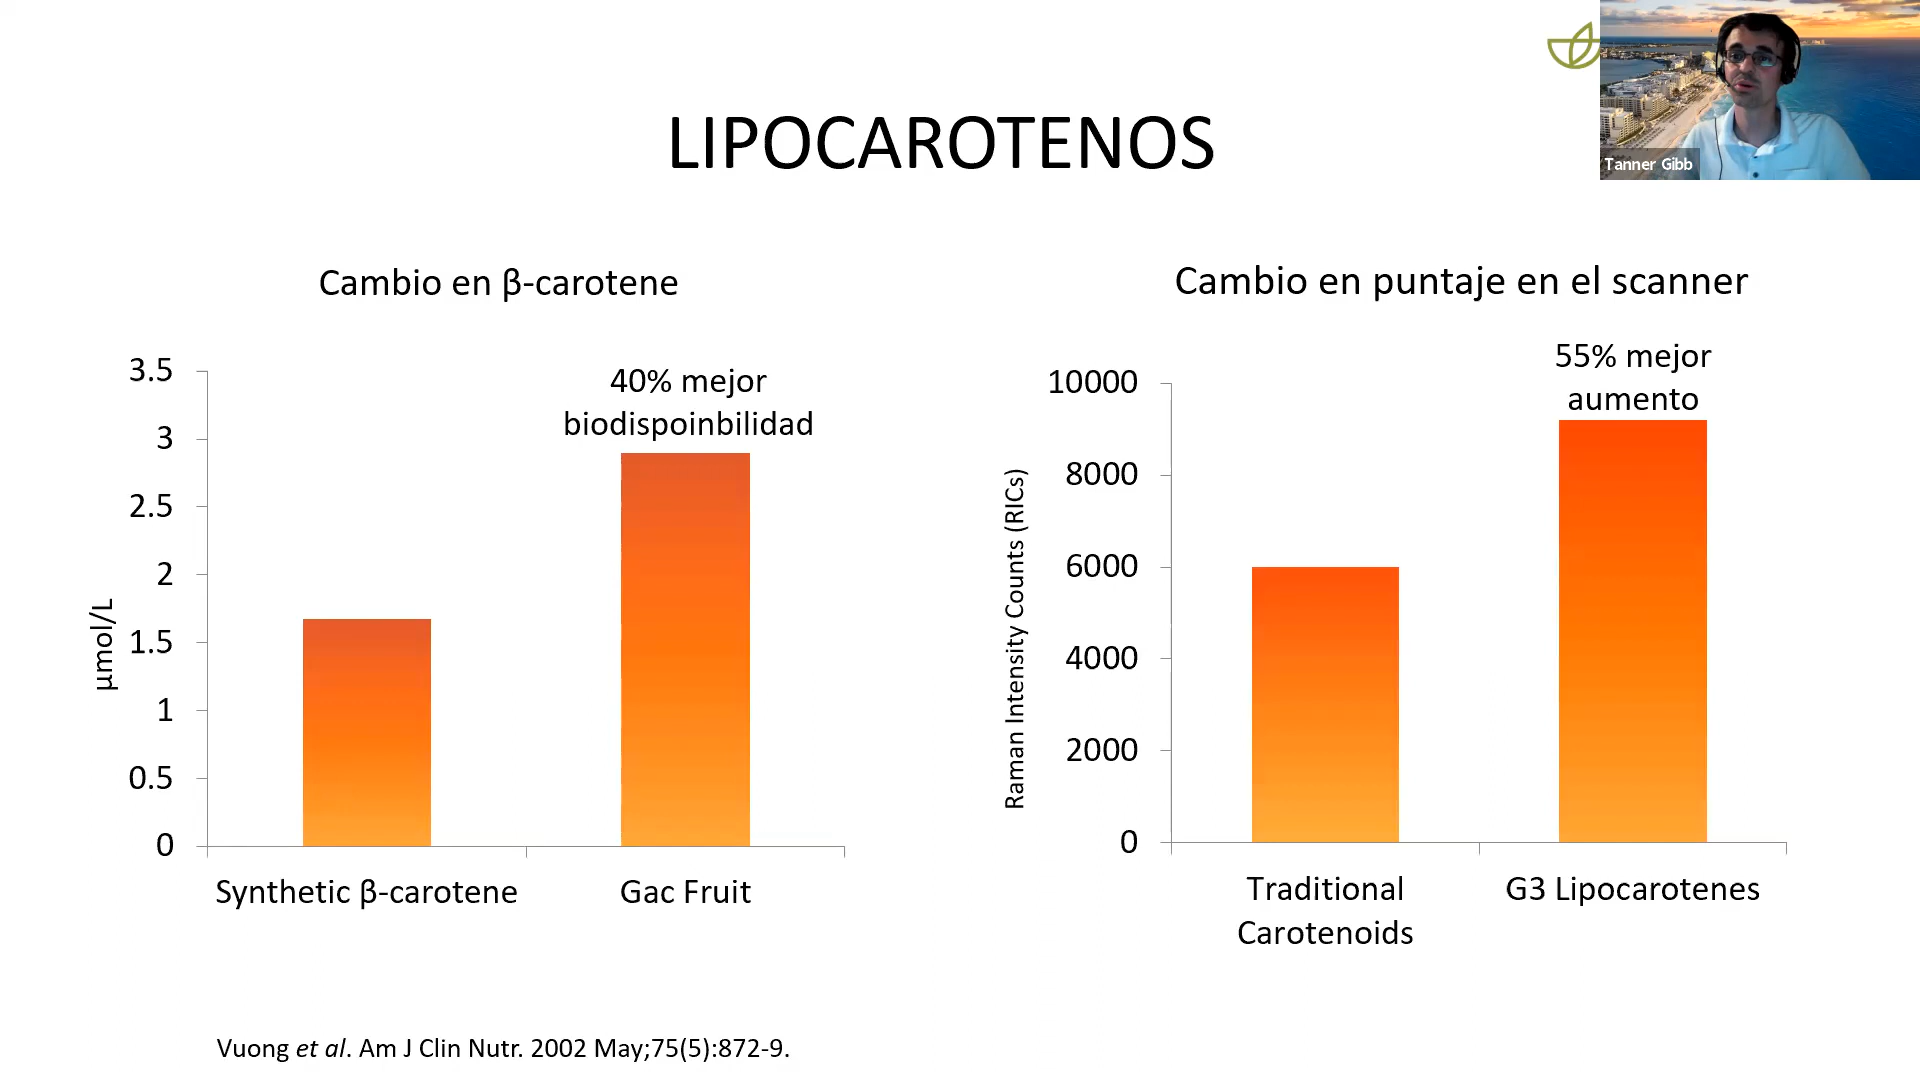 LIPOCAROTENOS
Tanner Gibb
Cambio en β-carotene
40% mejor
biodispoinbilidad
3.5
3
2.5
2
1.5
1
0.5
0
μmol/L
Synthetic β-carotene
Gac Fruit
Cambio en puntaje en el scanner
55% mejor
aumento
10000
8000
6000
4000
2000
0
Raman Intensity Counts (RICs)
Traditional
Carotenoids
G3 Lipocarotenes
Vuong et al. Am J Clin Nutr. 2002 May;75(5):872-9.